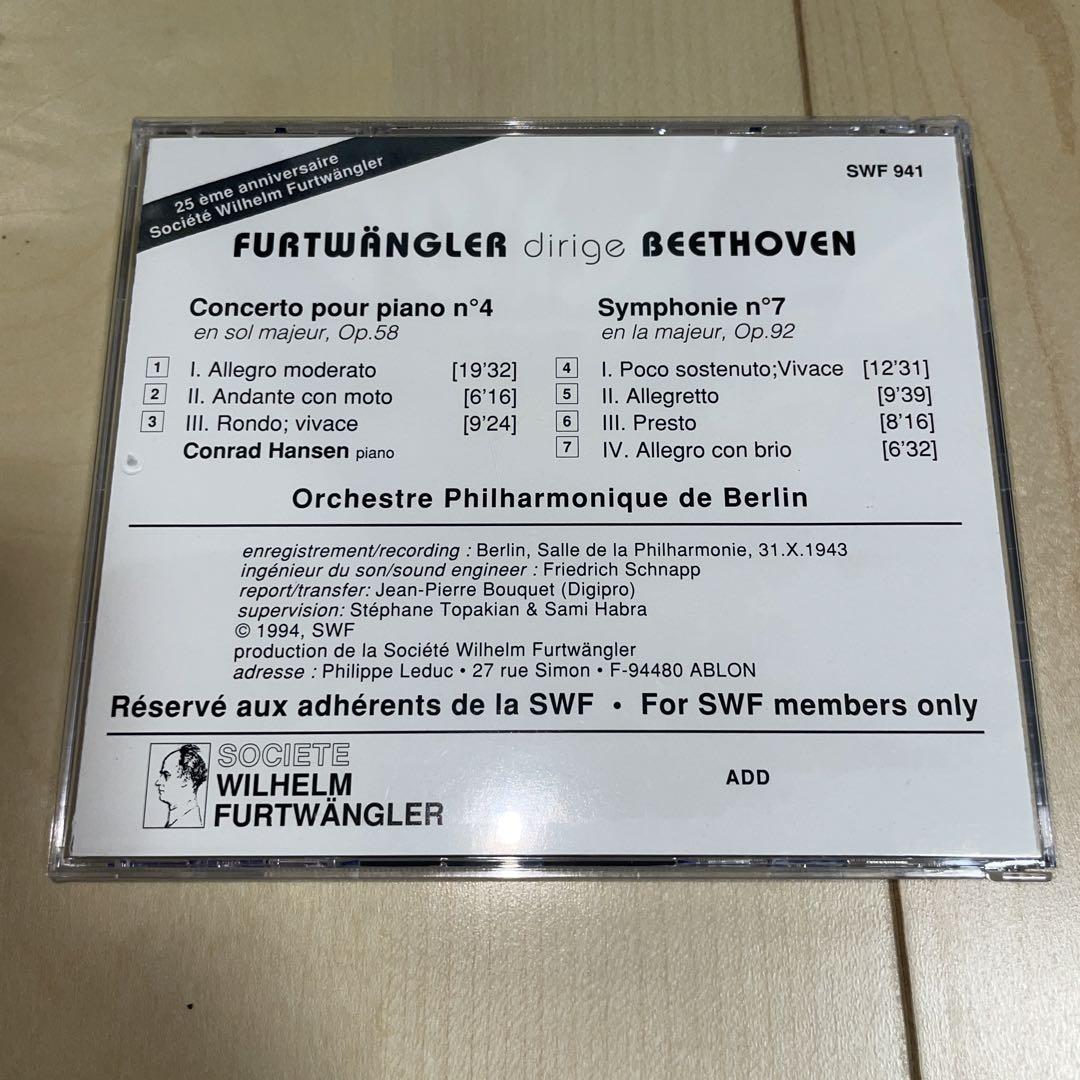 25 ème anniversaire
Société Wilhelm Furtwängler
SWF 941
FURTWÄNGLER dirige BEETHOVEN
Concerto pour piano n°4
en sol majeur, Op.58
1 I. Allegro moderato [19'32]
2 II. Andante con moto [6'16]
3 III. Rondo; vivace [9'24]
Conrad Hansen piano
Symphonie n°7
en la majeur, Op.92
4 I. Poco sostenuto;Vivace [12'31]
5 II. Allegretto [9'39]
6 III. Presto [8'16]
7 IV. Allegro con brio [6'32]
Orchestre Philharmonique de Berlin
enregistrement/recording : Berlin, Salle de la Philharmonie, 31.X.1943
ingénieur du son/sound engineer : Friedrich Schnapp
report/transfer: Jean-Pierre Bouquet (Digipro)
supervision: Stéphane Topakian & Sami Habra
© 1994, SWF
production de la Société Wilhelm Furtwängler
adresse : Philippe Leduc • 27 rue Simon • F-94480 ABLON
Réservé aux adhérents de la SWF • For SWF members only
SOCIETE
WILHELM
FURTWÄNGLER
ADD